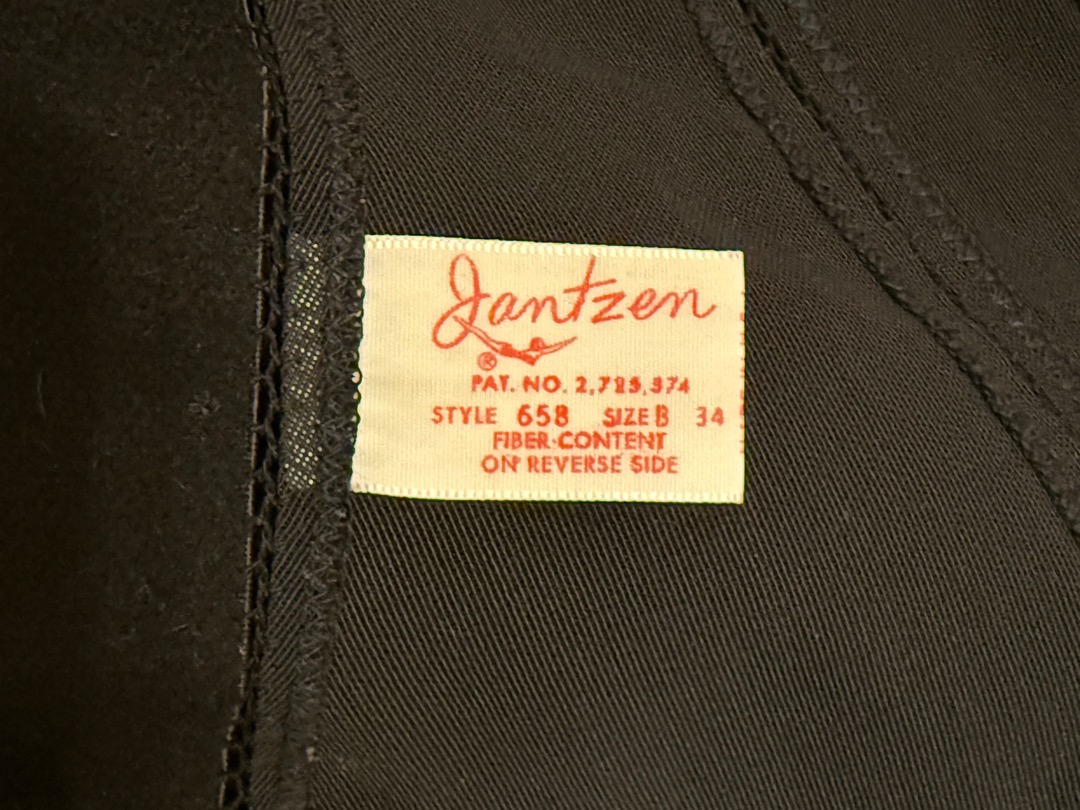 Jantzen
®
PAT. NO. 2,725,574
STYLE 658 SIZE B 34
FIBER CONTENT
ON REVERSE SIDE